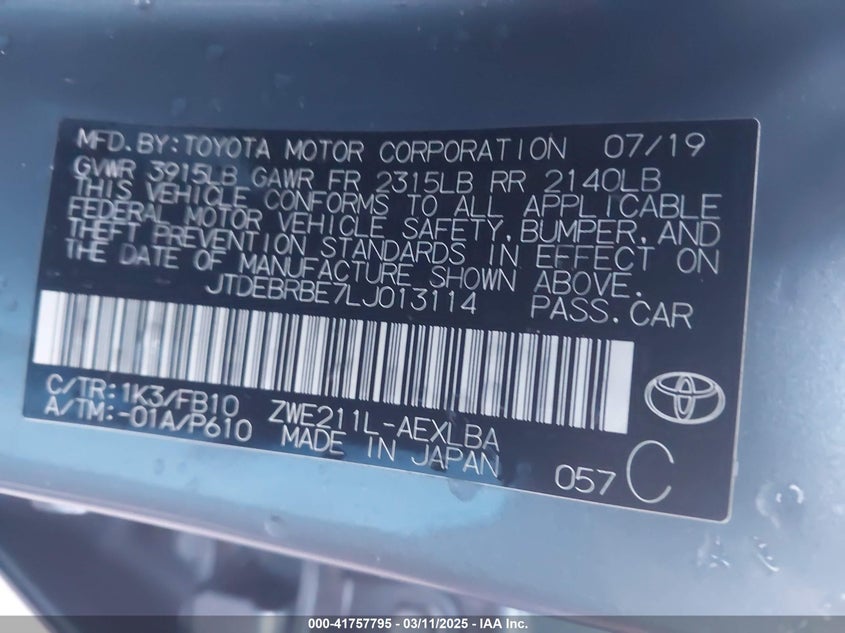 MFD.BY:TOYOTA MOTOR CORPORATION 07/19
GVWR 3915LB GAWR FR 2315LB RR 2140LB
THIS VEHICLE CONFORMS TO ALL APPLICABLE
FEDERAL MOTOR VEHICLE SAFETY,BUMPER,AND
THEFT PREVENTION STANDARDS IN EFFECT ON
THE DATE OF MANUFACTURE SHOWN ABOVE.
JTDEBRBE7LJ013114 PASS.CAR
C/TR:1K3/FB10 ZWE211L-AEXLBA
A/TM:-01A/P610 MADE IN JAPAN
057 C
000-41757795 - 03/11/2025 - IAA Inc.